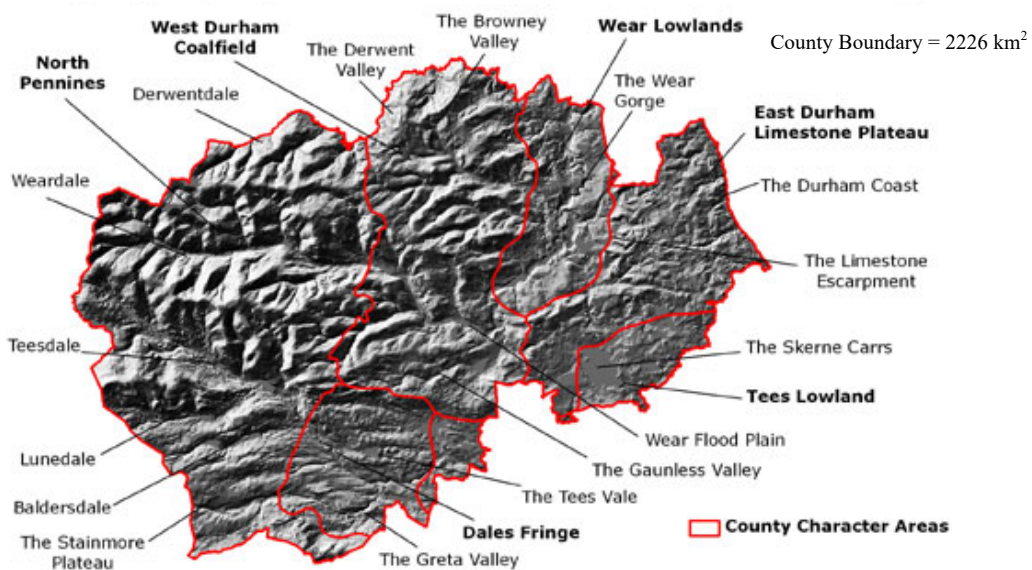 West Durham
Coalfield
The Browney
Valley
Wear Lowlands
County Boundary = 2226 km2
The Derwent
Valley
North
Pennines
Derwentdale
The Wear
Gorge
East Durham
Limestone Plateau
Weardale
The Durham Coast
The Limestone
Escarpment
Teesdale
The Skerne Carrs
Tees Lowland
Wear Flood Plain
Lunedale
The Gaunless Valley
Baldersdale
The Tees Vale
County Character Areas
Dales Fringe
The Stainmore
Plateau
The Greta Valley